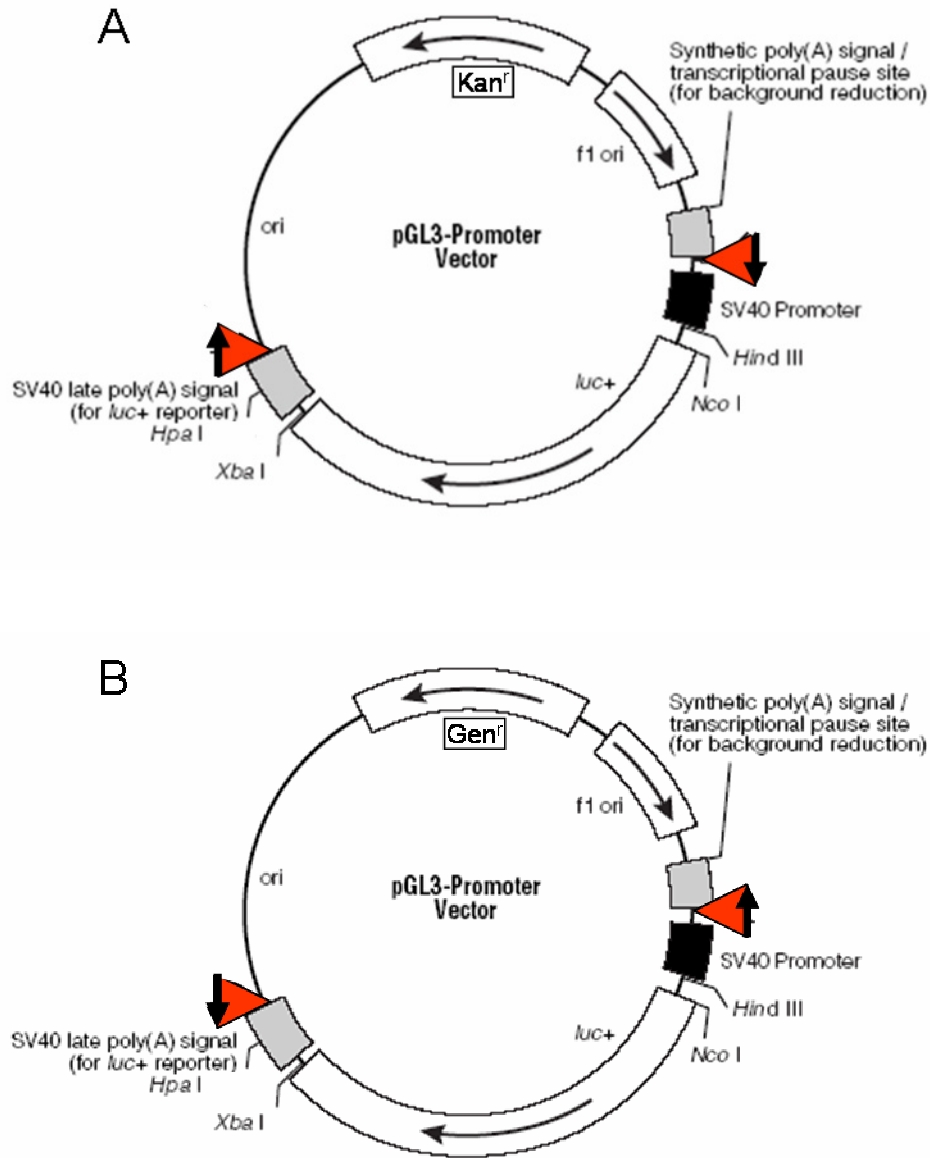 A
Kanʳ
Synthetic poly(A) signal /
transcriptional pause site
(for background reduction)
f1 ori
ori
pGL3-Promoter
Vector
SV40 Promoter
Hind III
Nco I
luc+
SV40 late poly(A) signal
(for luc+ reporter)
Hpa I
Xba I
B
Genʳ
Synthetic poly(A) signal /
transcriptional pause site
(for background reduction)
f1 ori
ori
pGL3-Promoter
Vector
SV40 Promoter
Hind III
Nco I
luc+
SV40 late poly(A) signal
(for luc+ reporter)
Hpa I
Xba I